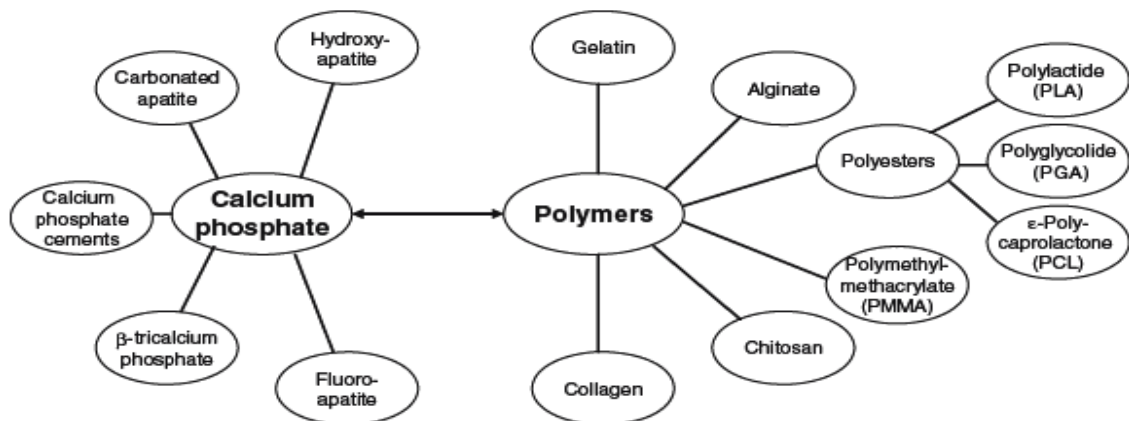 Hydroxy-
apatite
Carbonated
apatite
Calcium
phosphate
cements
Calcium
phosphate
β-tricalcium
phosphate
Fluoro-
apatite
Gelatin
Alginate
Polymers
Polyesters
Polylactide
(PLA)
Polyglycolide
(PGA)
ε-Poly-
caprolactone
(PCL)
Polymethyl-
methacrylate
(PMMA)
Chitosan
Collagen